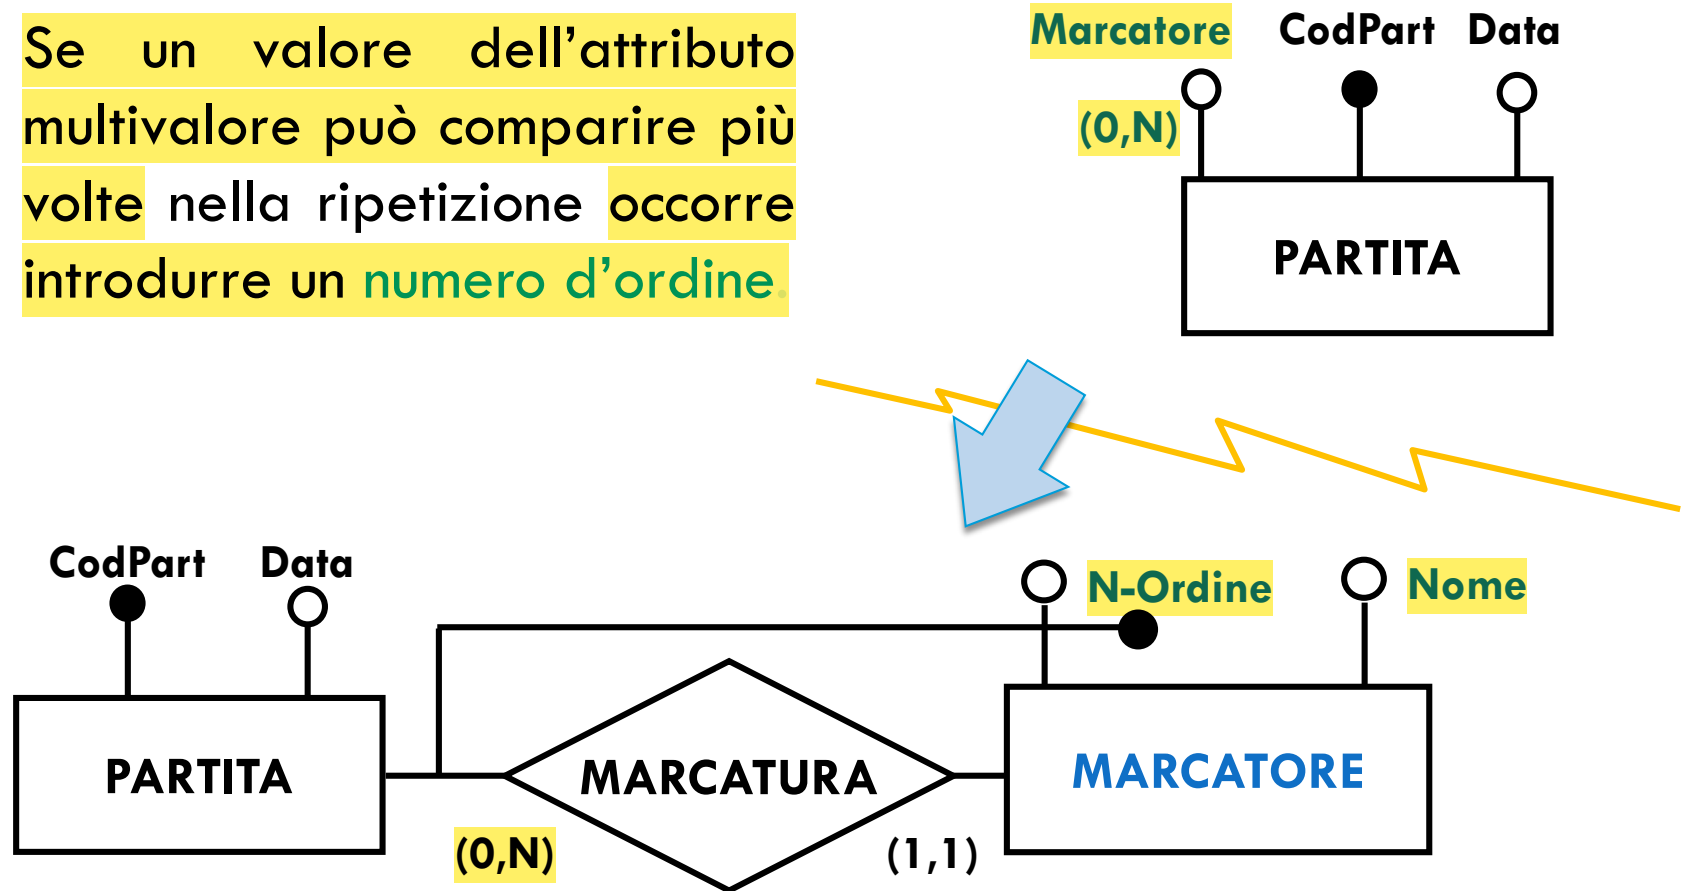 Se un valore dell'attributo
multivalore può comparire più
volte nella ripetizione occorre
introdurre un numero d'ordine.
Marcatore CodPart Data
(0,N)
PARTITA
CodPart Data
N-Ordine Nome
PARTITA MARCATURA MARCATORE
(0,N) (1,1)